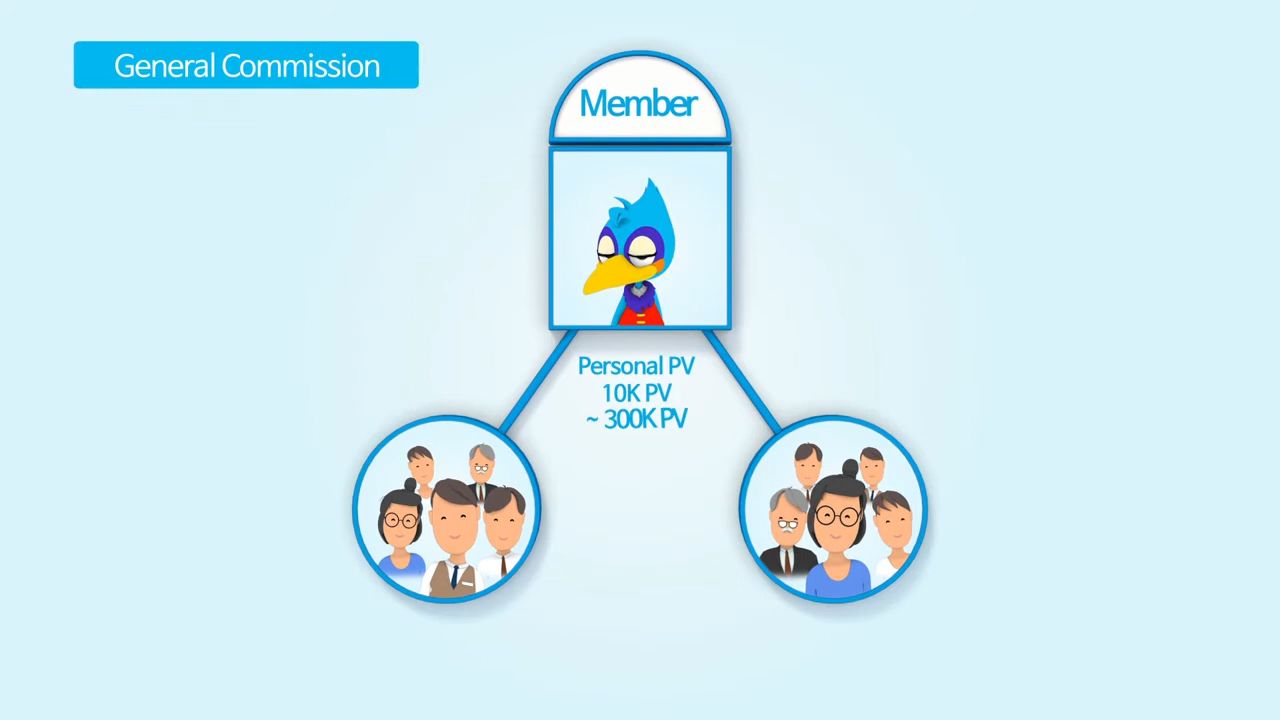 General Commission
Member
Personal PV
10K PV
~ 300K PV